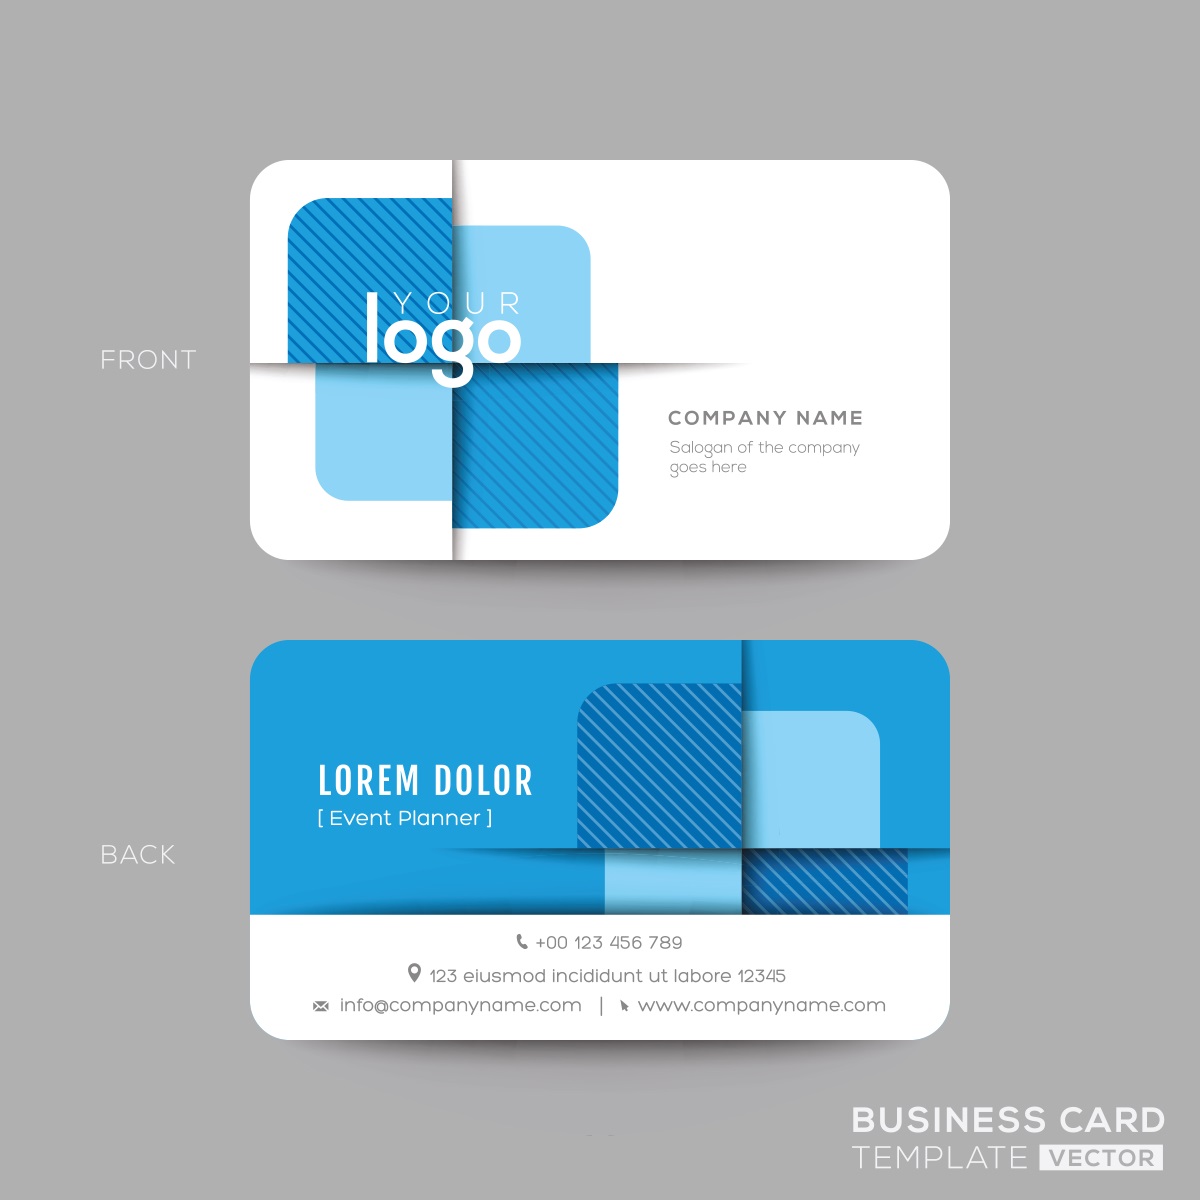 FRONT
YOUR
logo
COMPANY NAME
Salogan of the company
goes here
BACK
LOREM DOLOR
[ Event Planner ]
+00 123 456 789
123 eiusmod incididunt ut labore 12345
info@companyname.com | www.companyname.com
BUSINESS CARD
TEMPLATE VECTOR